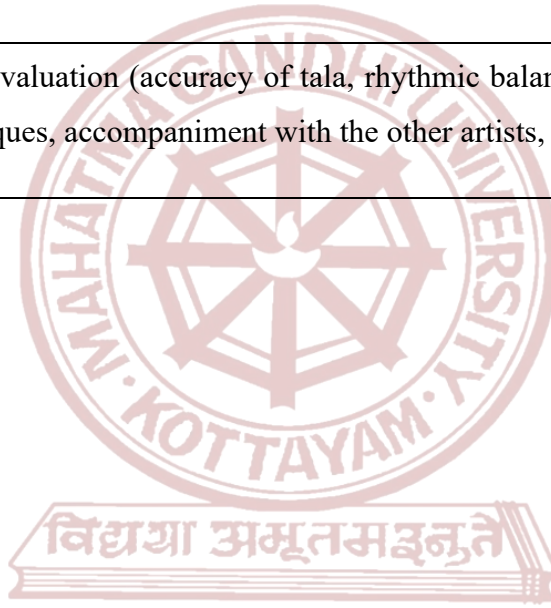 valuation (accuracy of tala, rhythmic balan
ques, accompaniment with the other artists,
MAHATMA GANDHI UNIVERSITY
• KOTTAYAM •
विद्यया अमृतमश्नुते